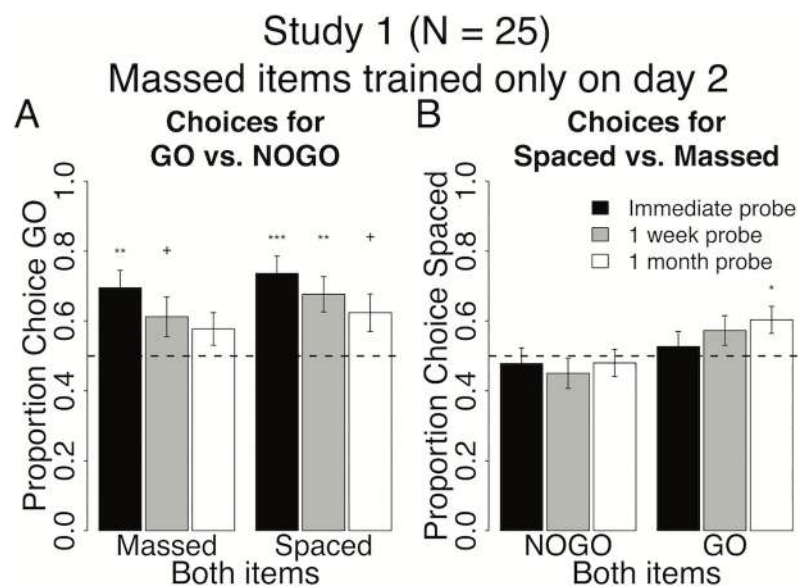 Study 1 (N = 25)
Massed items trained only on day 2
A
Choices for
GO vs. NOGO
Proportion Choice GO
1.0
0.8
0.6
0.4
0.2
0.0
**
+
***
**
+
Massed
Spaced
Both items
B
Choices for
Spaced vs. Massed
Proportion Choice Spaced
1.0
0.8
0.6
0.4
0.2
0.0
Immediate probe
1 week probe
1 month probe
*
NOGO
GO
Both items